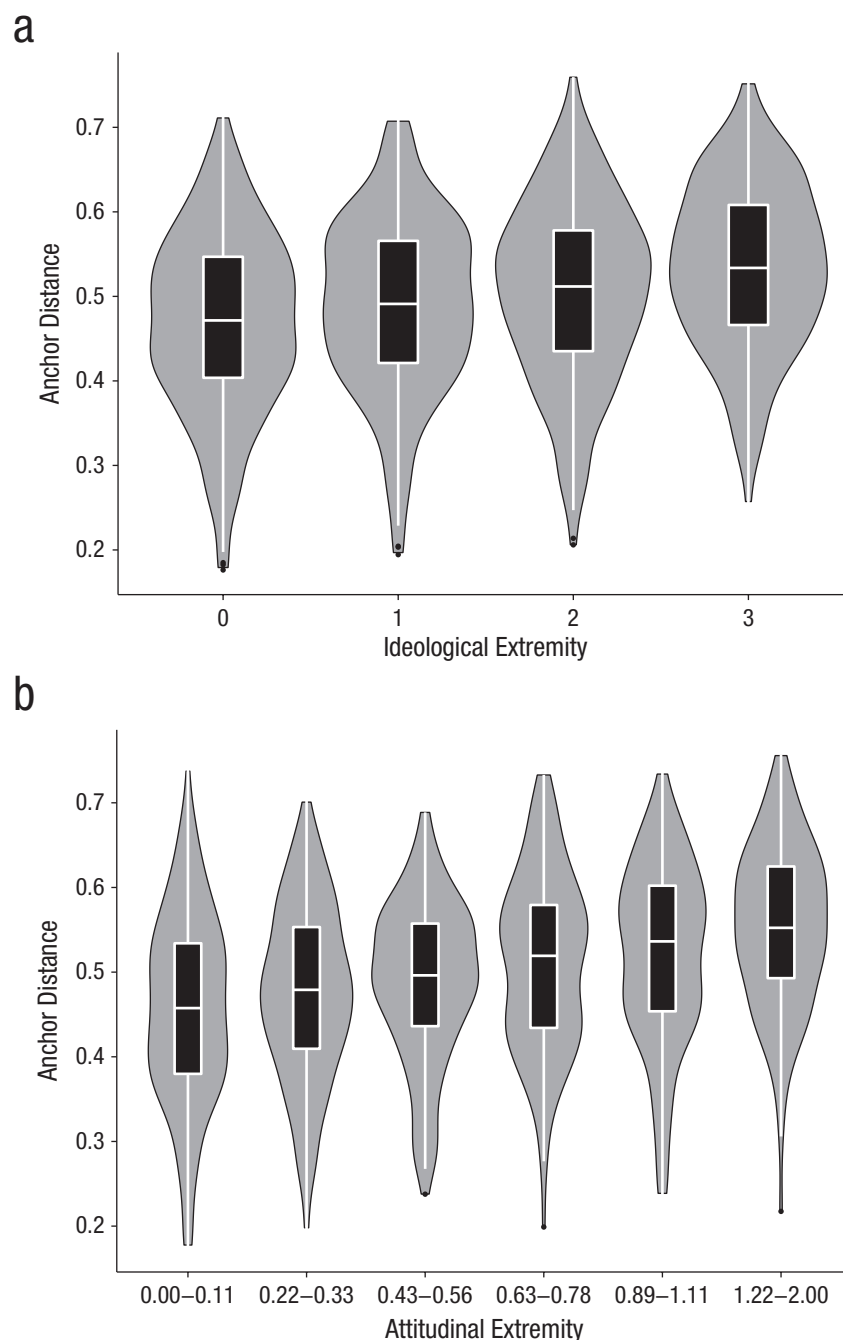 a
0.7
0.6
0.5
0.4
0.3
0.2
Anchor Distance
0 1 2 3
Ideological Extremity
b
0.7
0.6
0.5
0.4
0.3
0.2
Anchor Distance
0.00–0.11 0.22–0.33 0.43–0.56 0.63–0.78 0.89–1.11 1.22–2.00
Attitudinal Extremity